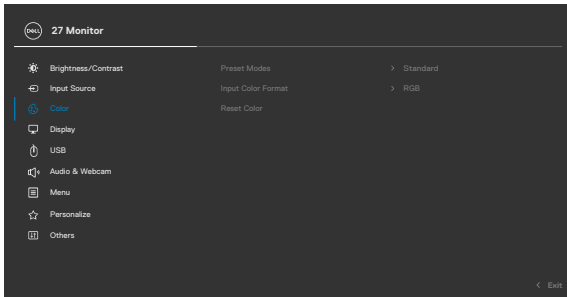 DELL 27 Monitor
Brightness/Contrast Preset Modes > Standard
Input Source Input Color Format > RGB
Color Reset Color
Display
USB
Audio & Webcam
Menu
Personalize
Others
< Exit